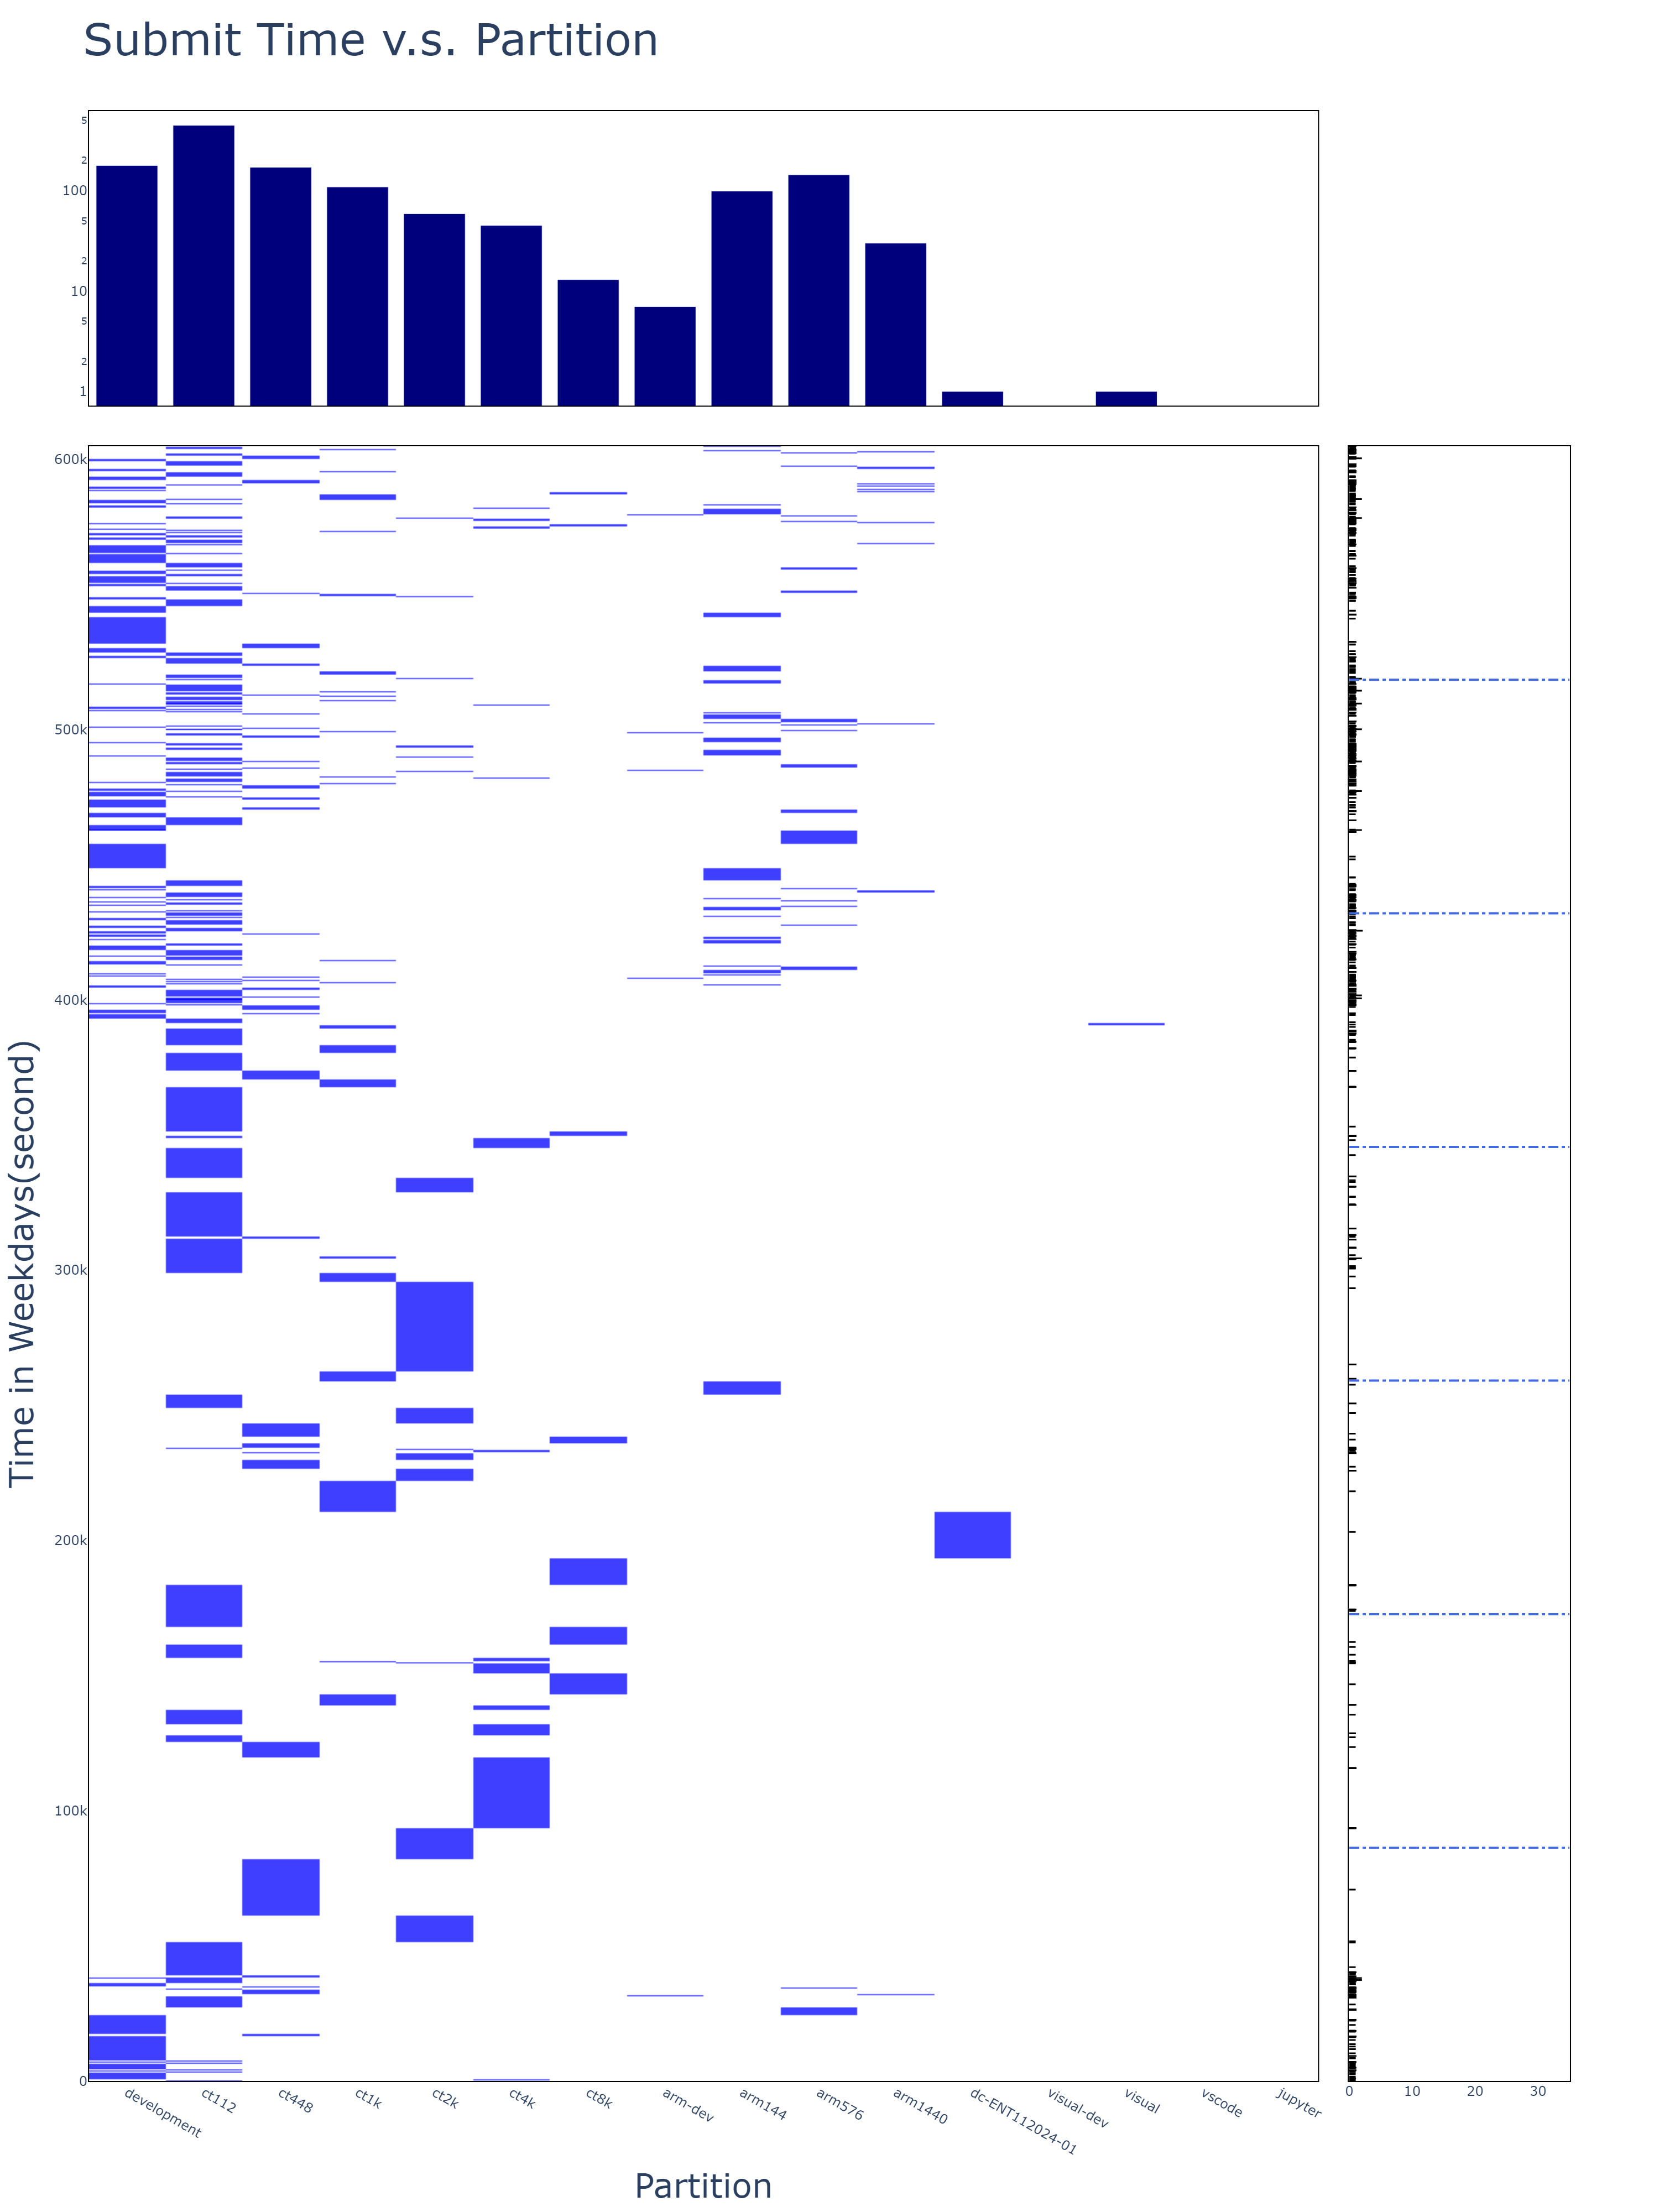 Submit Time v.s. Partition
5
2
100
5
2
10
5
2
1
600k
500k
400k
300k
200k
100k
0
Time in Weekdays(second)
development
ct112
ct448
ct1k
ct2k
ct4k
ct8k
arm-dev
arm144
arm576
arm1440
dc-ENT112024-01
visual-dev
visual
vscode
jupyter
0 10 20 30
Partition